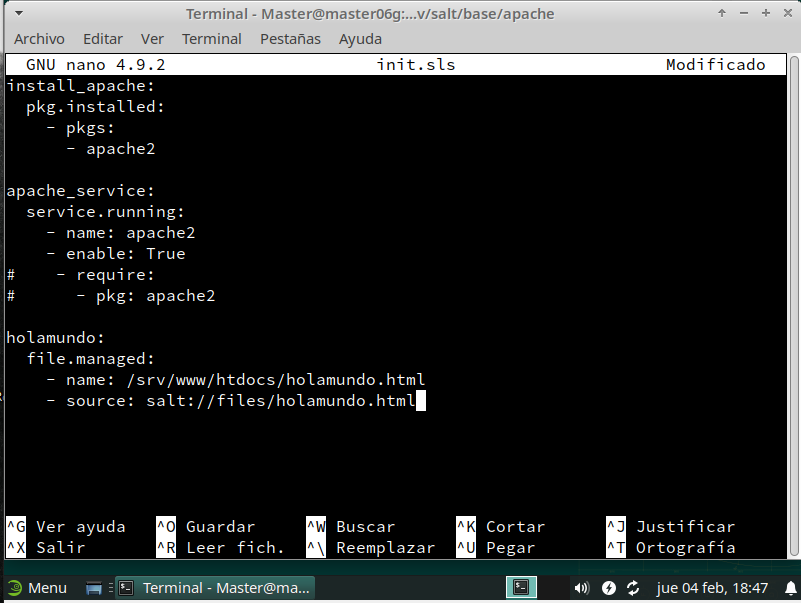 Terminal - Master@master06g:...v/salt/base/apache
Archivo Editar Ver Terminal Pestañas Ayuda
GNU nano 4.9.2 init.sls Modificado
install_apache:
  pkg.installed:
    - pkgs:
      - apache2

apache_service:
  service.running:
    - name: apache2
    - enable: True
#    - require:
#      - pkg: apache2

holamundo:
  file.managed:
    - name: /srv/www/htdocs/holamundo.html
    - source: salt://files/holamundo.html
^G Ver ayuda ^O Guardar ^W Buscar ^K Cortar ^J Justificar
^X Salir ^R Leer fich. ^\ Reemplazar ^U Pegar ^T Ortografía
Menu Terminal - Master@ma... jue 04 feb, 18:47